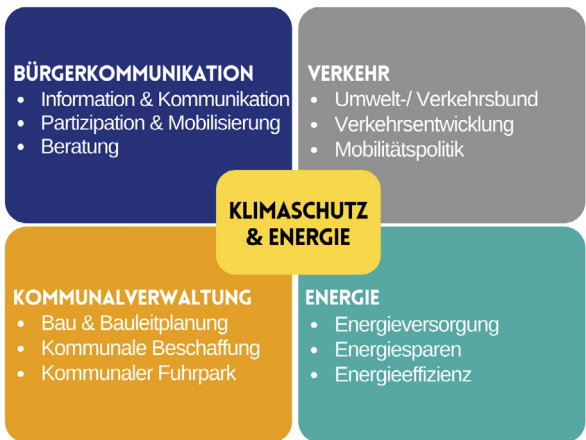 BÜRGERKOMMUNIKATION
• Information & Kommunikation
• Partizipation & Mobilisierung
• Beratung
VERKEHR
• Umwelt-/ Verkehrsbund
• Verkehrsentwicklung
• Mobilitätspolitik
KLIMASCHUTZ
& ENERGIE
KOMMUNALVERWALTUNG
• Bau & Bauleitplanung
• Kommunale Beschaffung
• Kommunaler Fuhrpark
ENERGIE
• Energieversorgung
• Energiesparen
• Energieeffizienz